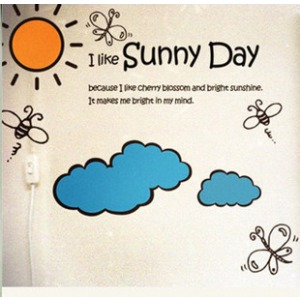 I like Sunny Day
because I like cherry blossom and bright sunshine.
It makes me bright in my mind.